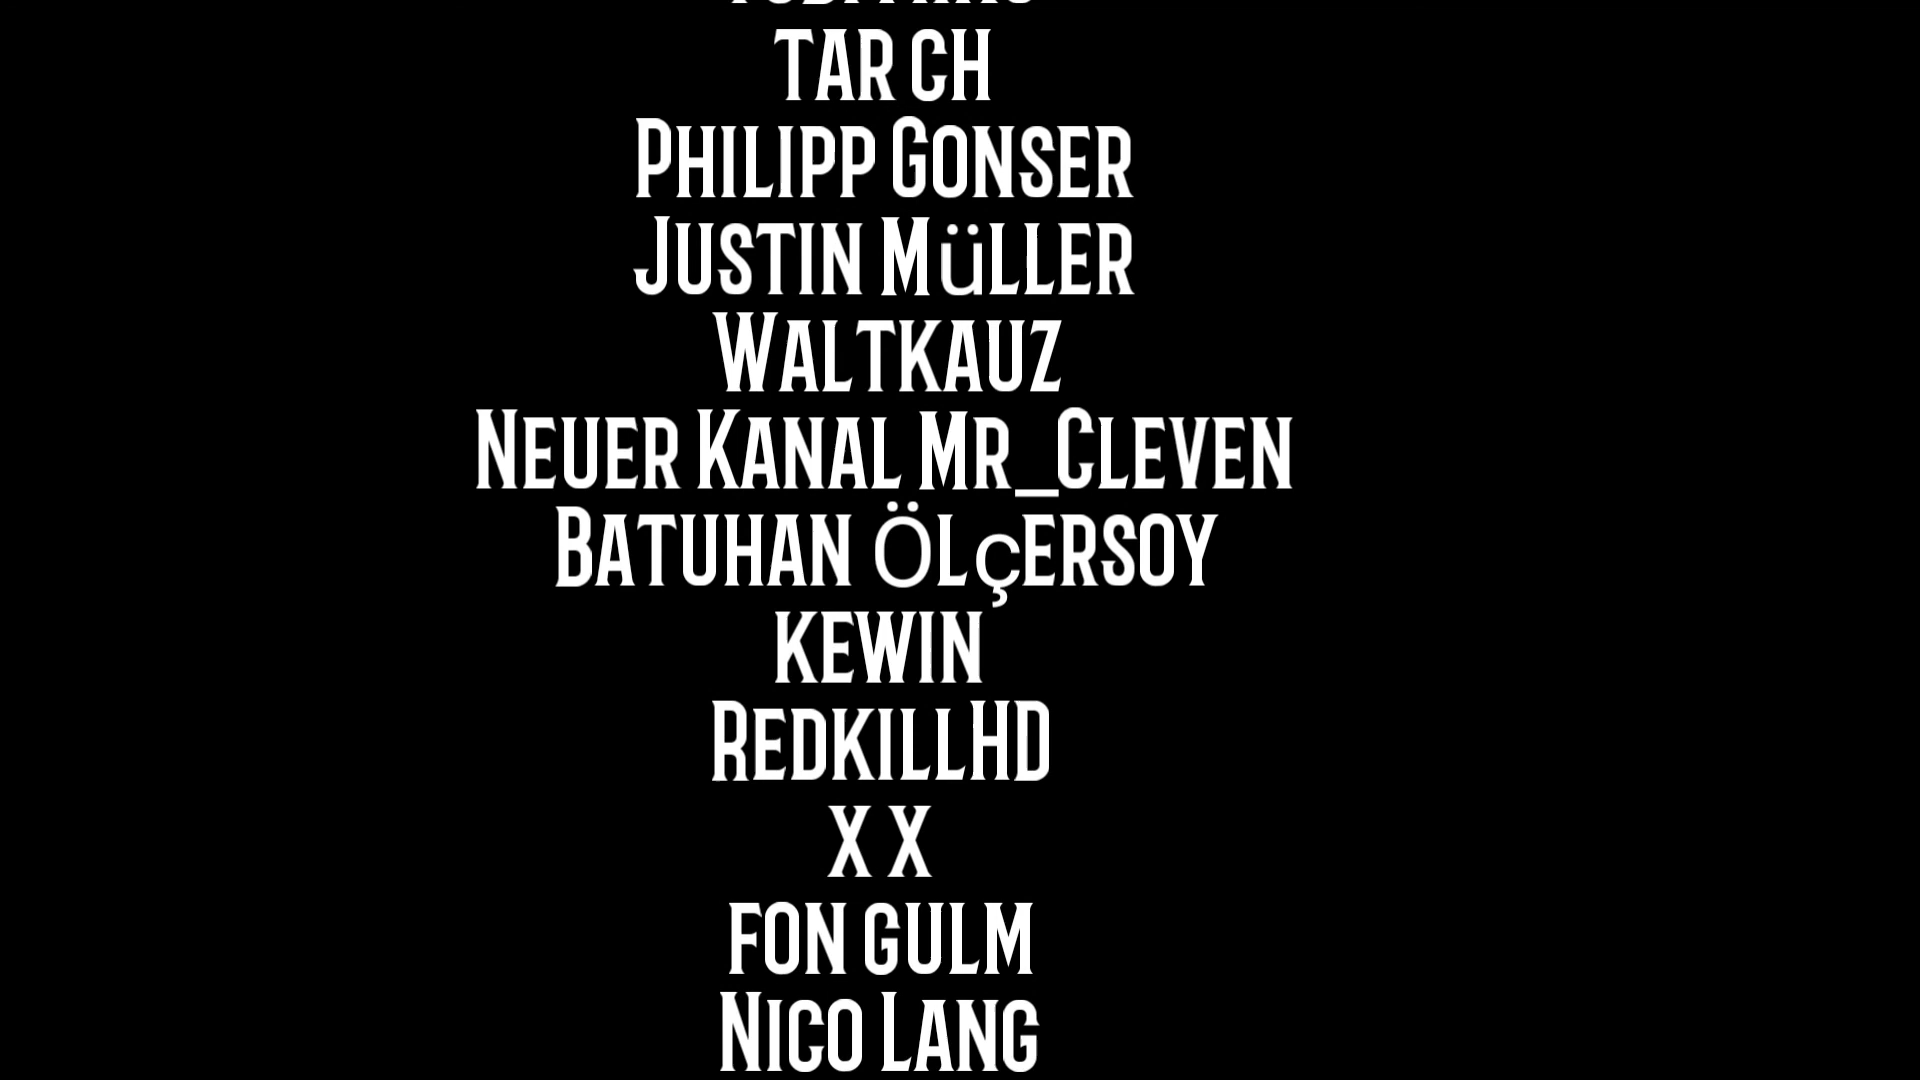 tar ch
Philipp Gonser
Justin Müller
Waltkauz
Neuer Kanal Mr_Cleven
Batuhan Ölçersoy
kewin
RedkillHD
x x
fon gulm
Nico Lang